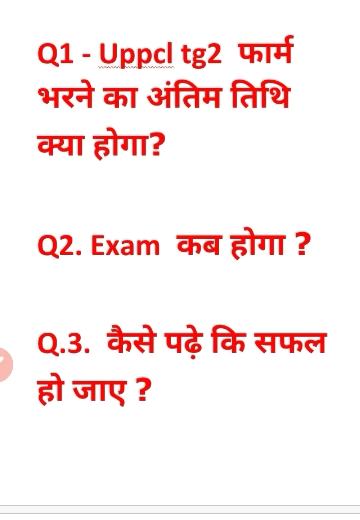 Q1 - Uppcl tg2 फार्म
भरने का अंतिम तिथि
क्या होगा?
Q2. Exam कब होगा ?
Q.3. कैसे पढ़े कि सफल
हो जाए ?